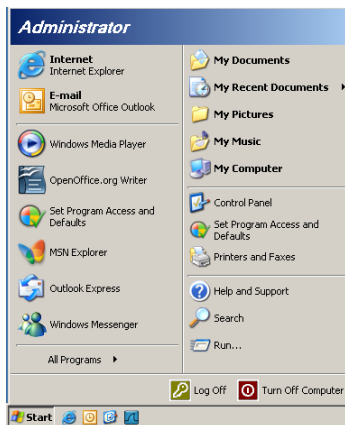 Administrator
Internet
Internet Explorer
E-mail
Microsoft Office Outlook
Windows Media Player
OpenOffice.org Writer
Set Program Access and
Defaults
MSN Explorer
Outlook Express
Windows Messenger
All Programs
My Documents
My Recent Documents
My Pictures
My Music
My Computer
Control Panel
Set Program Access and
Defaults
Printers and Faxes
Help and Support
Search
Run...
Log Off
Turn Off Computer
Start